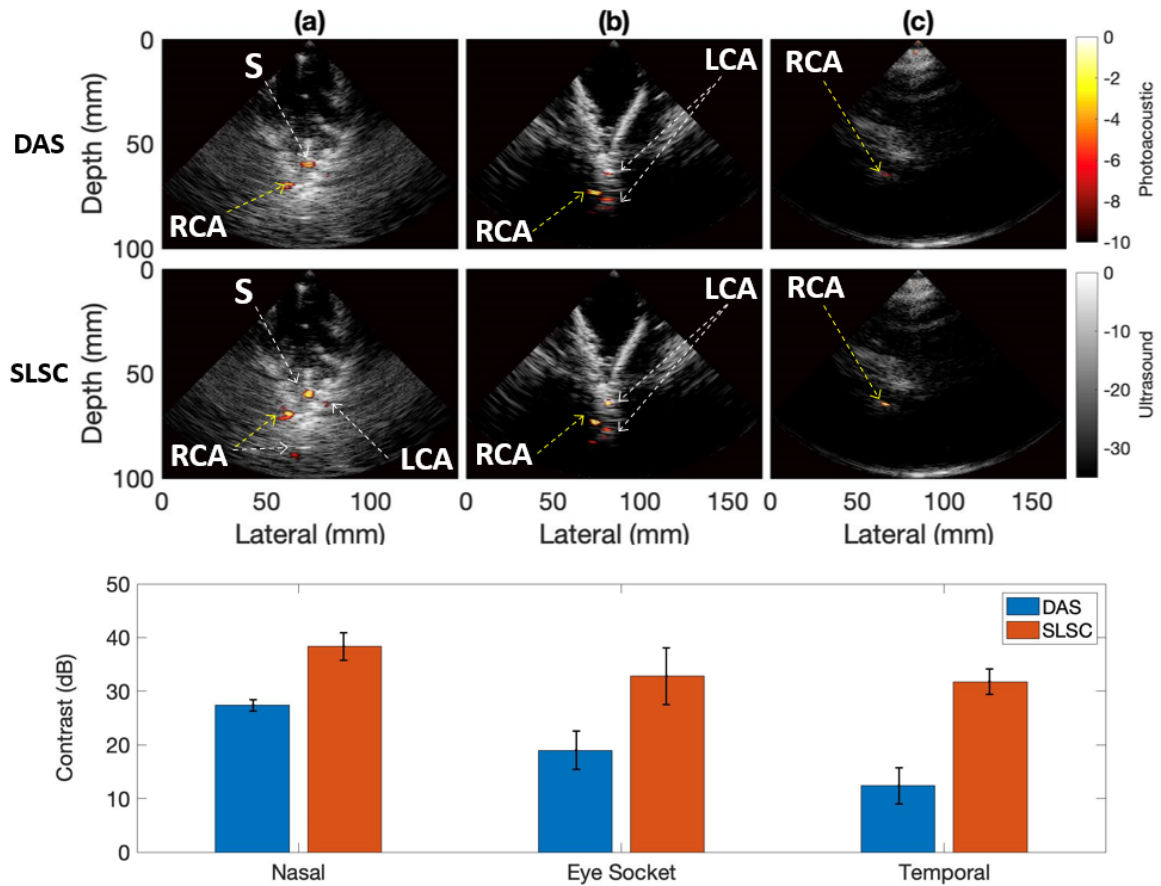 (a) (b) (c)
DAS
Depth (mm)
0
50
100
S
RCA
LCA
RCA
RCA
0
-2
-4
-6
-8
-10
Photoacoustic
SLSC
Depth (mm)
0
50
100
S
RCA
LCA
LCA
RCA
RCA
0
-10
-20
-30
Ultrasound
0 50 100 0 50 100 150 0 50 100 150
Lateral (mm) Lateral (mm) Lateral (mm)
Contrast (dB)
50
40
30
20
10
0
DAS
SLSC
Nasal Eye Socket Temporal